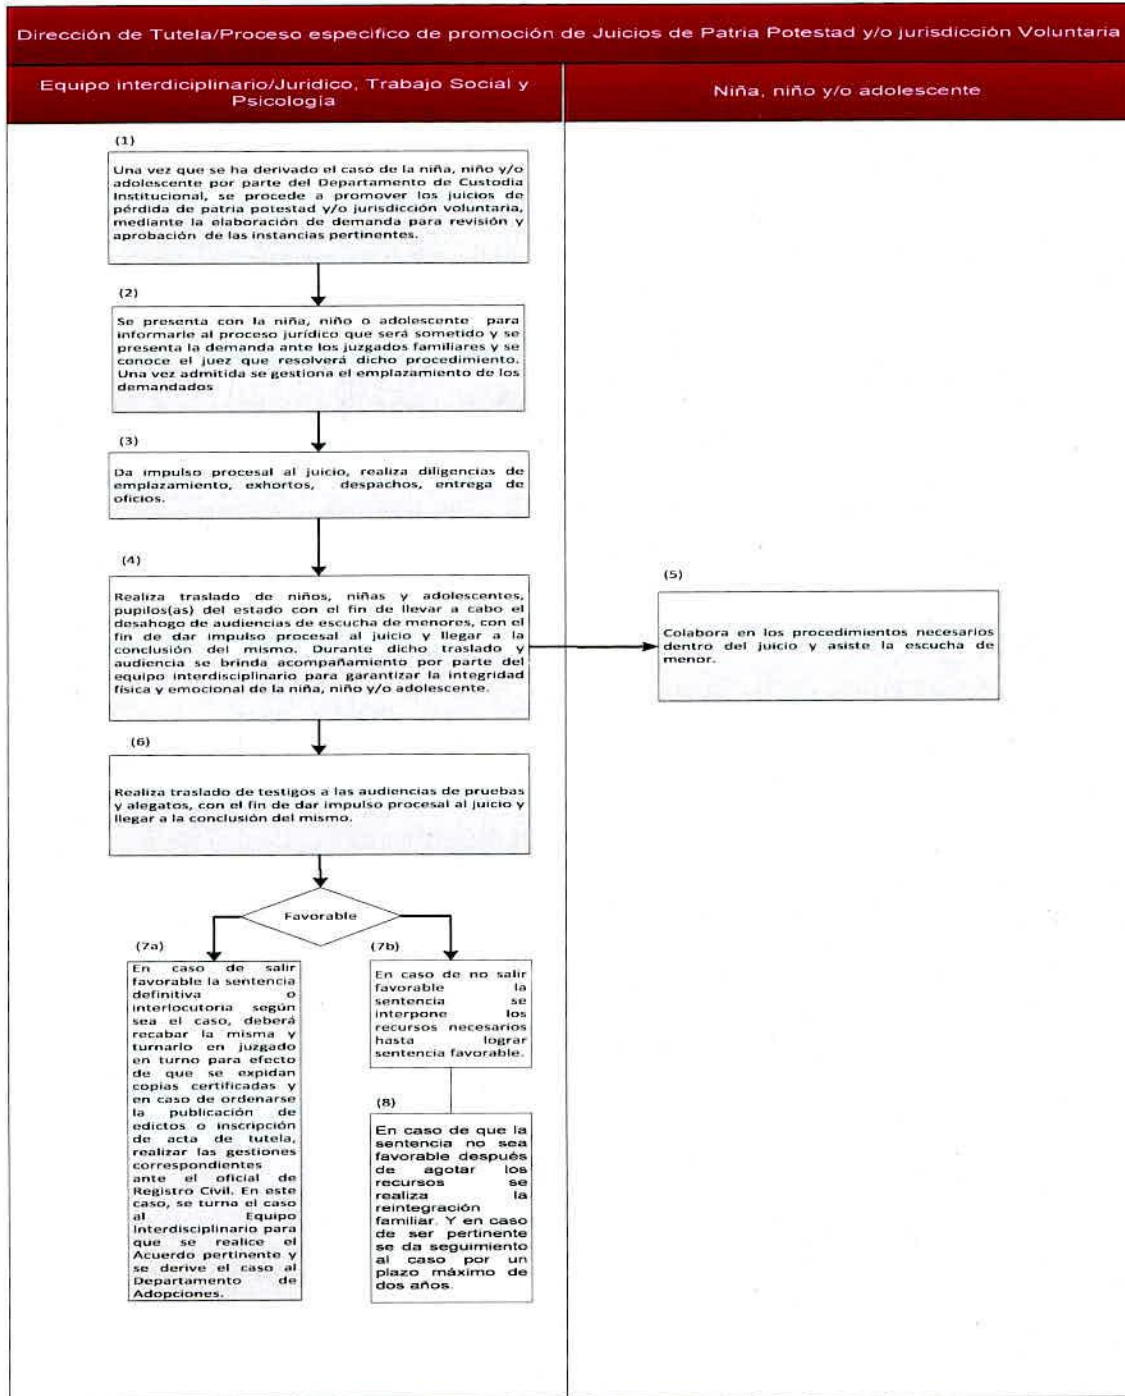 Dirección de Tutela/Proceso especifico de promoción de Juicios de Patria Potestad y/o jurisdicción Voluntaria
Equipo interdiciplinario/Jurídico, Trabajo Social y
Psicología
Niña, niño y/o adolescente
(1)
Una vez que se ha derivado el caso de la niña, niño y/o
adolescente por parte del Departamento de Custodia
Institucional, se procede a promover los juicios de
pérdida de patria potestad y/o jurisdicción voluntaria,
mediante la elaboración de demanda para revisión y
aprobación de las instancias pertinentes.
(2)
Se presenta con la niña, niño o adolescente para
informarle al proceso jurídico que será sometido y se
presenta la demanda ante los juzgados familiares y se
conoce el juez que resolverá dicho procedimiento.
Una vez admitida se gestiona el emplazamiento de los
demandados
(3)
Da impulso procesal al juicio, realiza diligencias de
emplazamiento, exhortos, despachos, entrega de
oficios.
(4)
Realiza traslado de niños, niñas y adolescentes,
pupilos(as) del estado con el fin de llevar a cabo el
desahogo de audiencias de escucha de menores, con el
fin de dar impulso procesal al juicio y llegar a la
conclusión del mismo. Durante dicho traslado y
audiencia se brinda acompañamiento por parte del
equipo interdisciplinario para garantizar la integridad
física y emocional de la niña, niño y/o adolescente.
(5)
Colabora en los procedimientos necesarios
dentro del juicio y asiste la escucha de
menor.
(6)
Realiza traslado de testigos a las audiencias de pruebas
y alegatos, con el fin de dar impulso procesal al juicio y
llegar a la conclusión del mismo.
Favorable
(7a)
En caso de salir
favorable la sentencia
definitiva o
interlocutoria según
sea el caso, deberá
recabar la misma y
turnarlo en juzgado
en turno para efecto
de que se expidan
copias certificadas y
en caso de ordenarse
la publicación de
edictos o inscripción
de acta de tutela,
realizar las gestiones
correspondientes
ante el oficial de
Registro Civil. En este
caso, se turna el caso
al Equipo
Interdisciplinario para
que se realice el
Acuerdo pertinente y
se derive el caso al
Departamento de
Adopciones.
(7b)
En caso de no salir
favorable la
sentencia se
interpone los
recursos necesarios
hasta lograr
sentencia favorable.
(8)
En caso de que la
sentencia no sea
favorable después
de agotar los
recursos se
realiza la
reintegración
familiar. Y en caso
de ser pertinente
se da seguimiento
al caso por un
plazo máximo de
dos años.